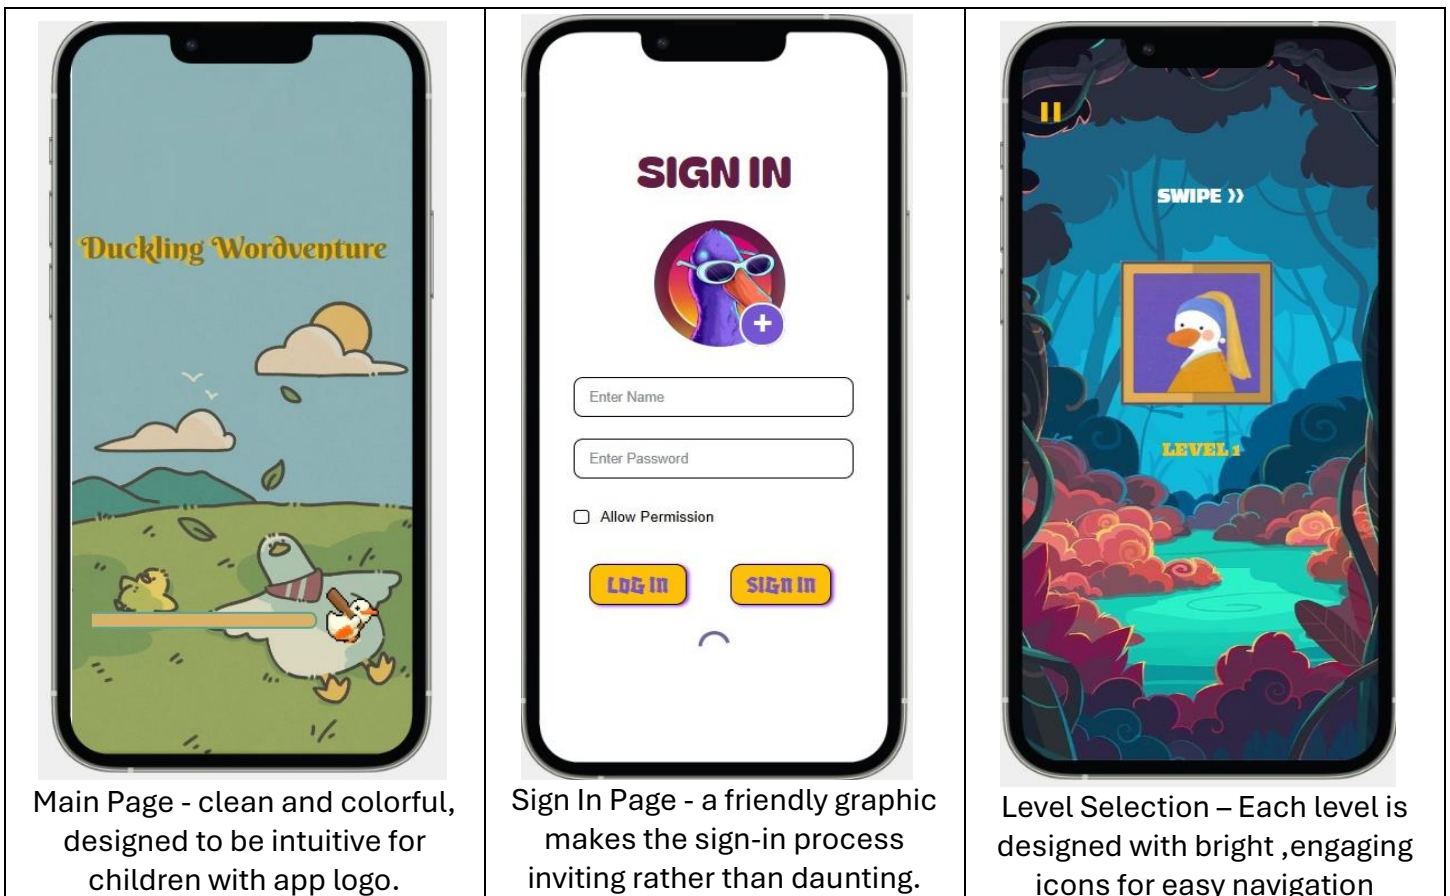 Duckling Wordventure
Main Page - clean and colorful,
designed to be intuitive for
children with app logo.
SIGN IN
+
Enter Name
Enter Password
Allow Permission
LOG IN
SIGN IN
Sign In Page - a friendly graphic
makes the sign-in process
inviting rather than daunting.
SWIPE »
LEVEL 1
Level Selection – Each level is
designed with bright ,engaging
icons for easy navigation